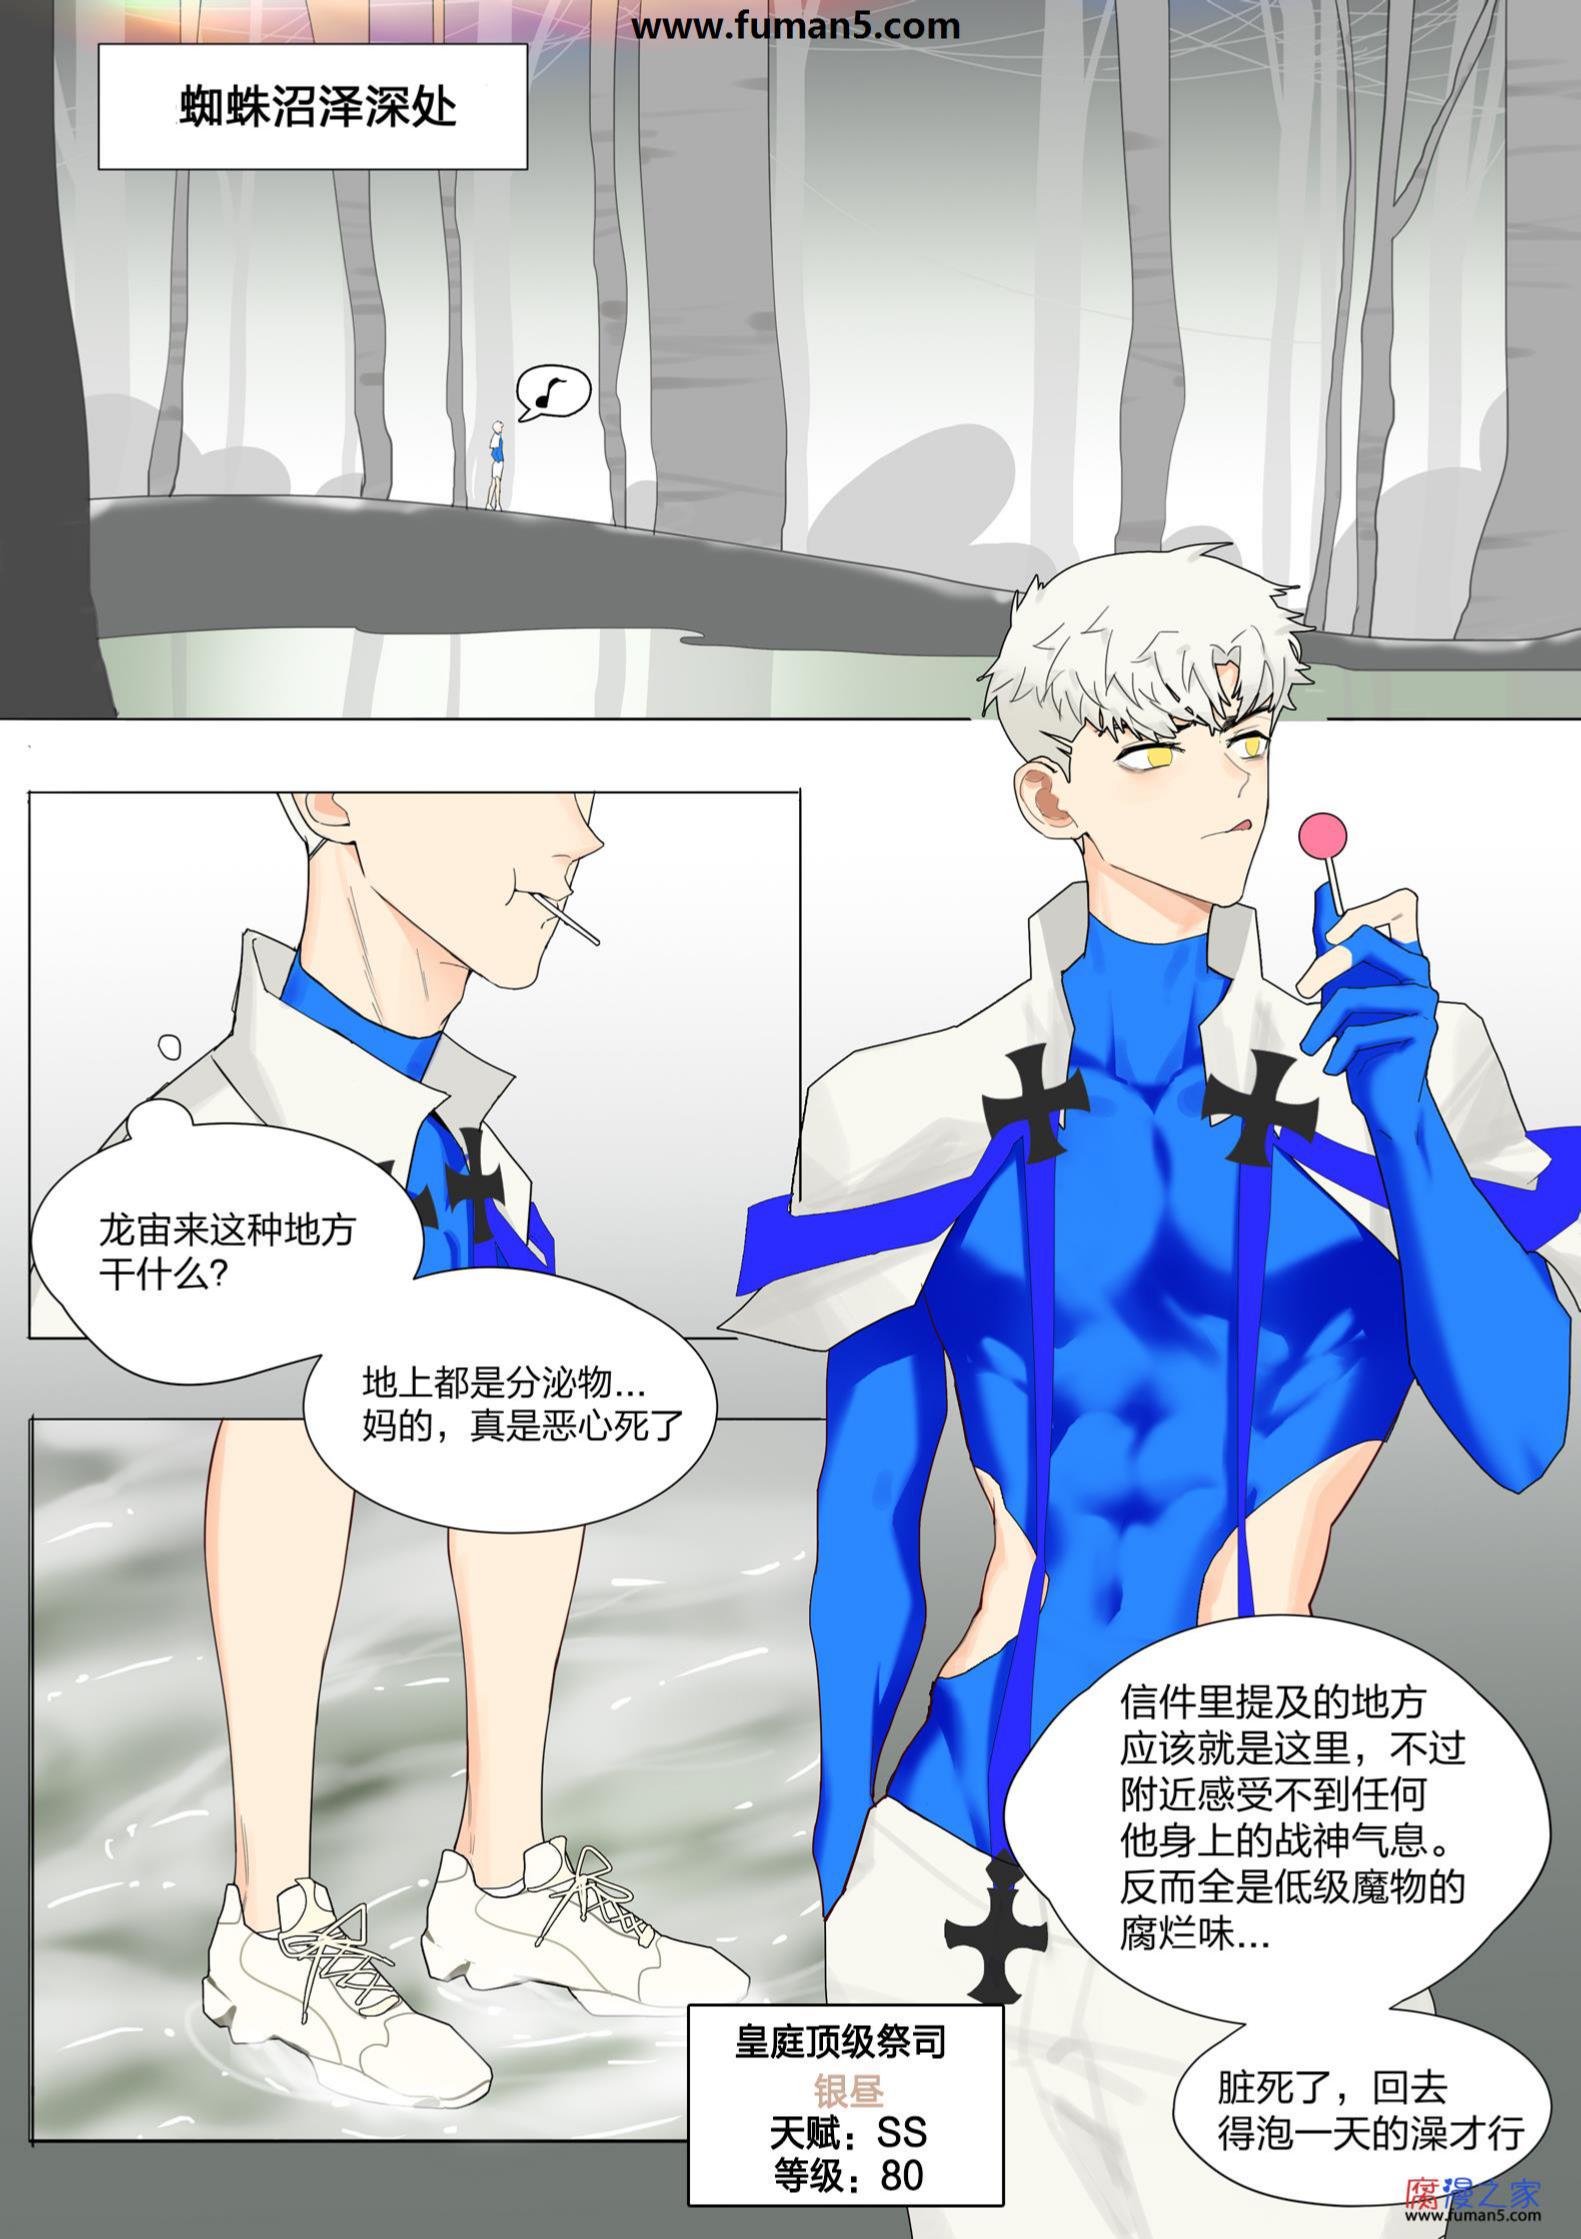 www.fuman5.com
蜘蛛沼泽深处
龙宙来这种地方
干什么？
地上都是分泌物...
妈的，真是恶心死了
信件里提及的地方
应该就是这里，不过
附近感受不到任何
他身上的战神气息。
反而全是低级魔物的
腐烂味...
皇庭顶级祭司
银昼
天赋：SS
等级：80
脏死了，回去
得泡一天的澡才行
腐漫之家
www.fuman5.com